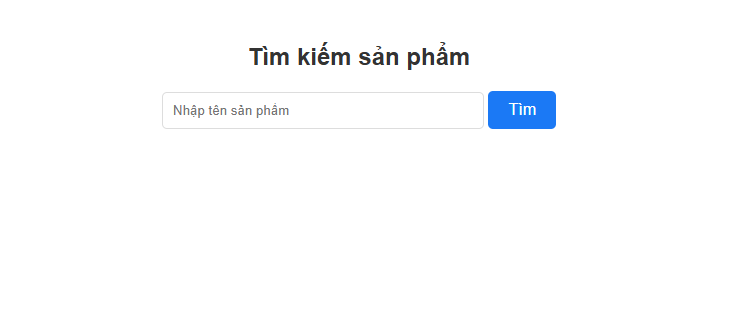 Tìm kiếm sản phẩm
Nhập tên sản phẩm
Tìm